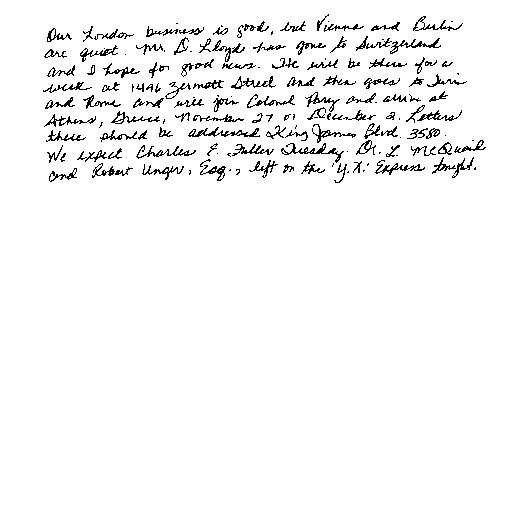 Our London business is good, but Vienna and Berlin
are quiet. Mr. D. Lloyd has gone to Switzerland
and I hope for good news. He will be there for a
week at 1496 Zermott Street and then goes to Turin
and Rome and will join Colonel Parry and arrive at
Athens, Greece, November 27 or December 2. Letters
there should be addressed King James Blvd. 3580.
We expect Charles E. Fuller Tuesday. Dr. L. McQuaid
and Robert Unger, Esq., left on the 'Y.X.' Express tonight.